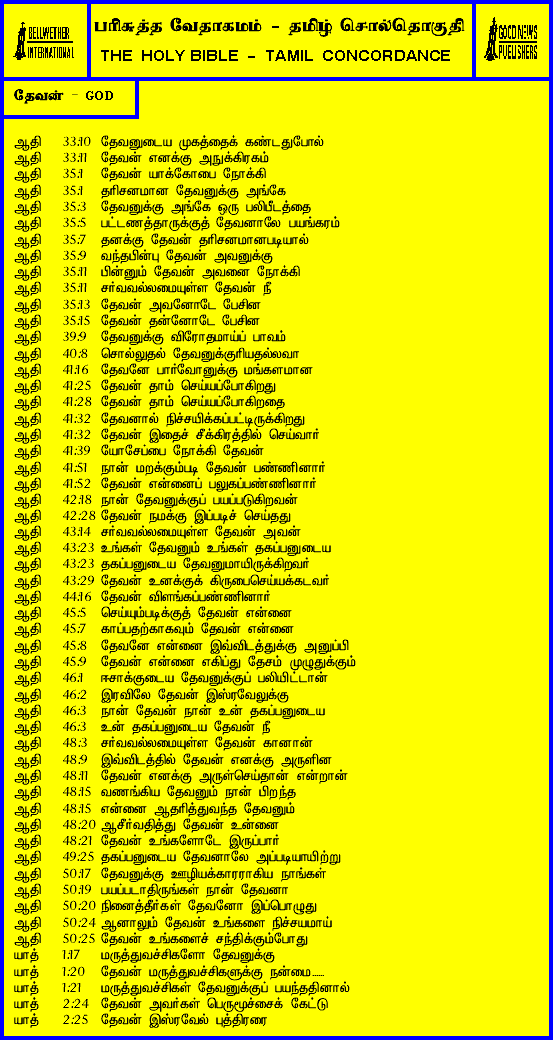 BELLWETHER
INTERNATIONAL
பரிசுத்த வேதாகமம் - தமிழ் சொல்தொகுதி
THE HOLY BIBLE - TAMIL CONCORDANCE
GOOD NEWS
PUBLISHERS
தேவன் - GOD
ஆதி 33:10 தேவனுடைய முகத்தைக் கண்டதுபோல்
ஆதி 33:11 தேவன் எனக்கு அநுக்கிரகம்
ஆதி 35:1 தேவன் யாக்கோபை நோக்கி
ஆதி 35:1 தரிசனமான தேவனுக்கு அங்கே
ஆதி 35:3 தேவனுக்கு அங்கே ஒரு பலிபீடத்தை
ஆதி 35:5 பட்டணத்தாருக்குத் தேவனாலே பயங்கரம்
ஆதி 35:7 தனக்கு தேவன் தரிசனமானபடியால்
ஆதி 35:9 வந்தபின்பு தேவன் அவனுக்கு
ஆதி 35:11 பின்னும் தேவன் அவனை நோக்கி
ஆதி 35:11 சர்வவல்லமையுள்ள தேவன் நீ
ஆதி 35:13 தேவன் அவனோடே பேசின
ஆதி 35:15 தேவன் தன்னோடே பேசின
ஆதி 39:9 தேவனுக்கு விரோதமாய்ப் பாவம்
ஆதி 40:8 சொல்லுதல் தேவனுக்குரியதல்லவா
ஆதி 41:16 தேவனே பார்வோனுக்கு மங்களமான
ஆதி 41:25 தேவன் தாம் செய்யப்போகிறது
ஆதி 41:28 தேவன் தாம் செய்யப்போகிறதை
ஆதி 41:32 தேவனால் நிச்சயிக்கப்பட்டிருக்கிறது
ஆதி 41:32 தேவன் இதைச் சீக்கிரத்தில் செய்வார்
ஆதி 41:39 யோசேப்பை நோக்கி தேவன்
ஆதி 41:51 நான் மறக்கும்படி தேவன் பண்ணினார்
ஆதி 41:52 தேவன் என்னைப் பலுகப்பண்ணினார்
ஆதி 42:18 நான் தேவனுக்குப் பயப்படுகிறவன்
ஆதி 42:28 தேவன் நமக்கு இப்படிச் செய்தது
ஆதி 43:14 சர்வவல்லமையுள்ள தேவன் அவன்
ஆதி 43:23 உங்கள் தேவனும் உங்கள் தகப்பனுடைய
ஆதி 43:23 தகப்பனுடைய தேவனுமாயிருக்கிறவர்
ஆதி 43:29 தேவன் உனக்குக் கிருபைசெய்யக்கடவர்
ஆதி 44:16 தேவன் விளங்கப்பண்ணினார்
ஆதி 45:5 செய்யும்படிக்குத் தேவன் என்னை
ஆதி 45:7 காப்பதற்காகவும் தேவன் என்னை
ஆதி 45:8 தேவனே என்னை இவ்விடத்துக்கு அனுப்பி
ஆதி 45:9 தேவன் என்னை எகிப்து தேசம் முழுதுக்கும்
ஆதி 46:1 ஈசாக்குடைய தேவனுக்குப் பலியிட்டான்
ஆதி 46:2 இரவிலே தேவன் இஸ்ரவேலுக்கு
ஆதி 46:3 நான் தேவன் நான் உன் தகப்பனுடைய
ஆதி 46:3 உன் தகப்பனுடைய தேவன் நீ
ஆதி 48:3 சர்வவல்லமையுள்ள தேவன் கானான்
ஆதி 48:9 இவ்விடத்தில் தேவன் எனக்கு அருளின
ஆதி 48:11 தேவன் எனக்கு அருள்செய்தான் என்றான்
ஆதி 48:15 வணங்கிய தேவனும் நான் பிறந்த
ஆதி 48:15 என்னை ஆதரித்துவந்த தேவனும்
ஆதி 48:20 ஆசீர்வதித்து தேவன் உன்னை
ஆதி 48:21 தேவன் உங்களோடே இருப்பார்
ஆதி 49:25 தகப்பனுடைய தேவனாலே அப்படியாயிற்று
ஆதி 50:17 தேவனுக்கு ஊழியக்காரராகிய நாங்கள்
ஆதி 50:19 பயப்படாதிருங்கள் நான் தேவனா
ஆதி 50:20 நினைத்தீர்கள் தேவனோ இப்பொழுது
ஆதி 50:24 ஆனாலும் தேவன் உங்களை நிச்சயமாய்
ஆதி 50:25 தேவன் உங்களைச் சந்திக்கும்போது
யாத் 1:17 மருத்துவச்சிகளோ தேவனுக்கு
யாத் 1:20 தேவன் மருத்துவச்சிகளுக்கு நன்மை.....
யாத் 1:21 மருத்துவச்சிகள் தேவனுக்குப் பயந்ததினால்
யாத் 2:24 தேவன் அவர்கள் பெருமூச்சைக் கேட்டு
யாத் 2:25 தேவன் இஸ்ரவேல் புத்திரரை